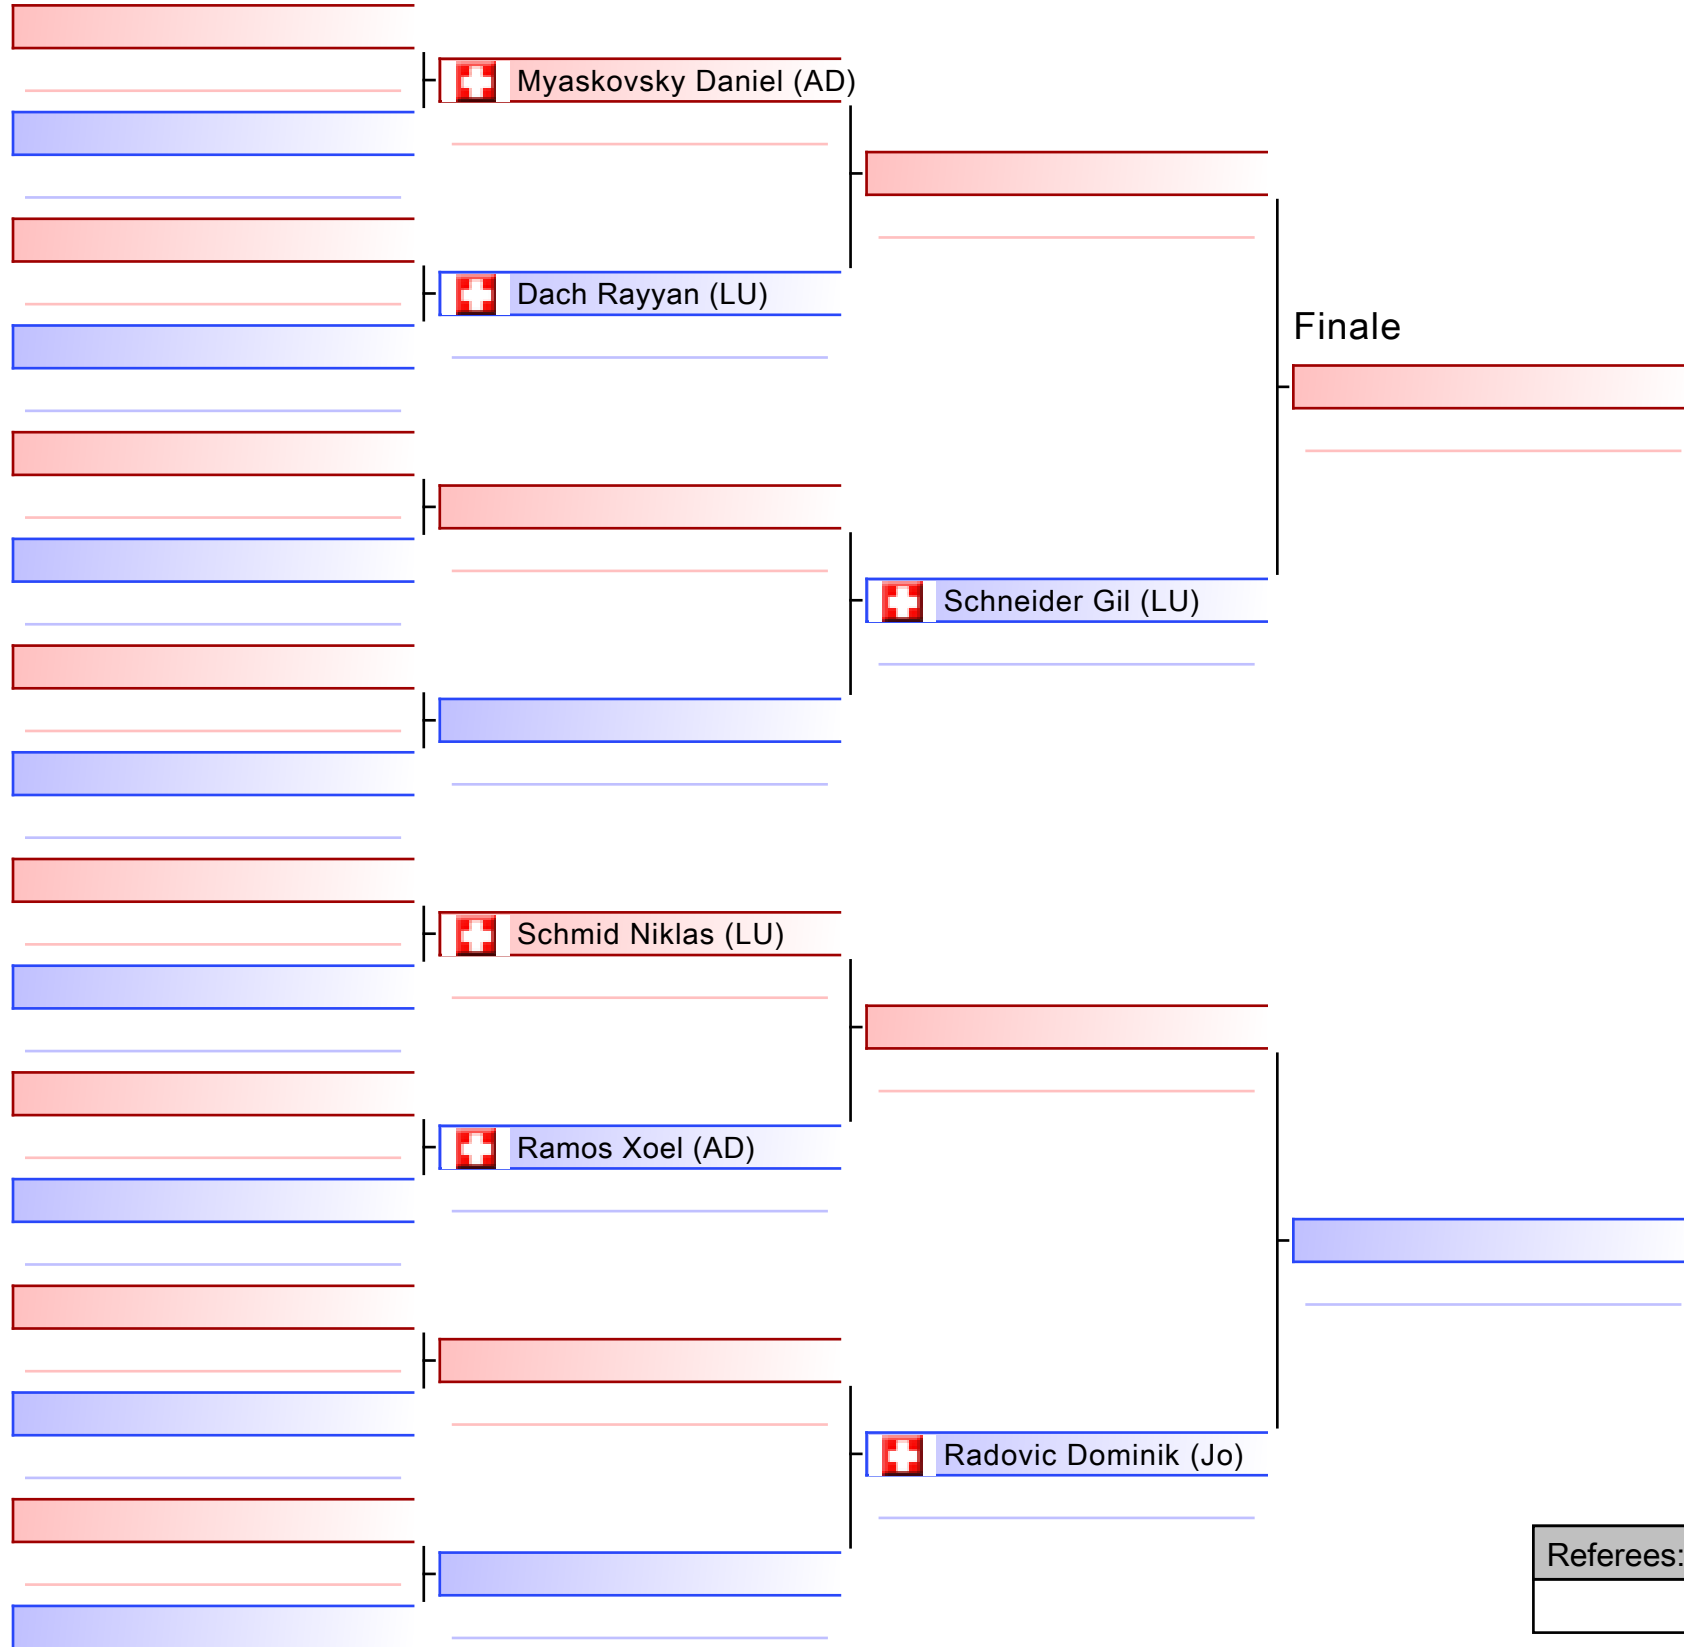 Myaskovsky Daniel (AD)
Dach Rayyan (LU)
Finale
Schneider Gil (LU)
Schmid Niklas (LU)
Ramos Xoel (AD)
Radovic Dominik (Jo)
Referees: